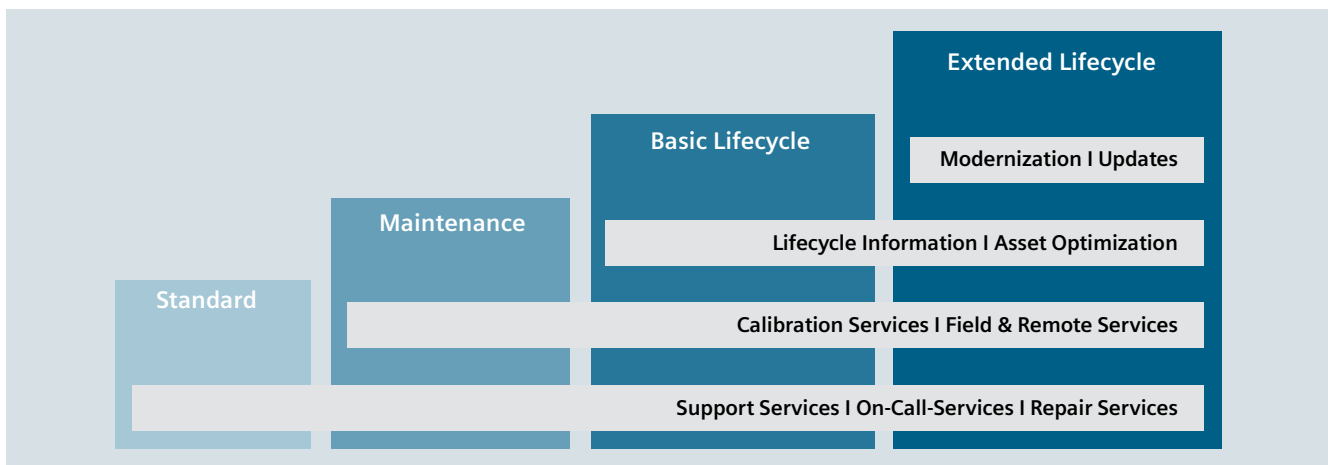 Extended Lifecycle
Basic Lifecycle
Modernization I Updates
Maintenance
Lifecycle Information I Asset Optimization
Standard
Calibration Services I Field & Remote Services
Support Services I On-Call-Services I Repair Services